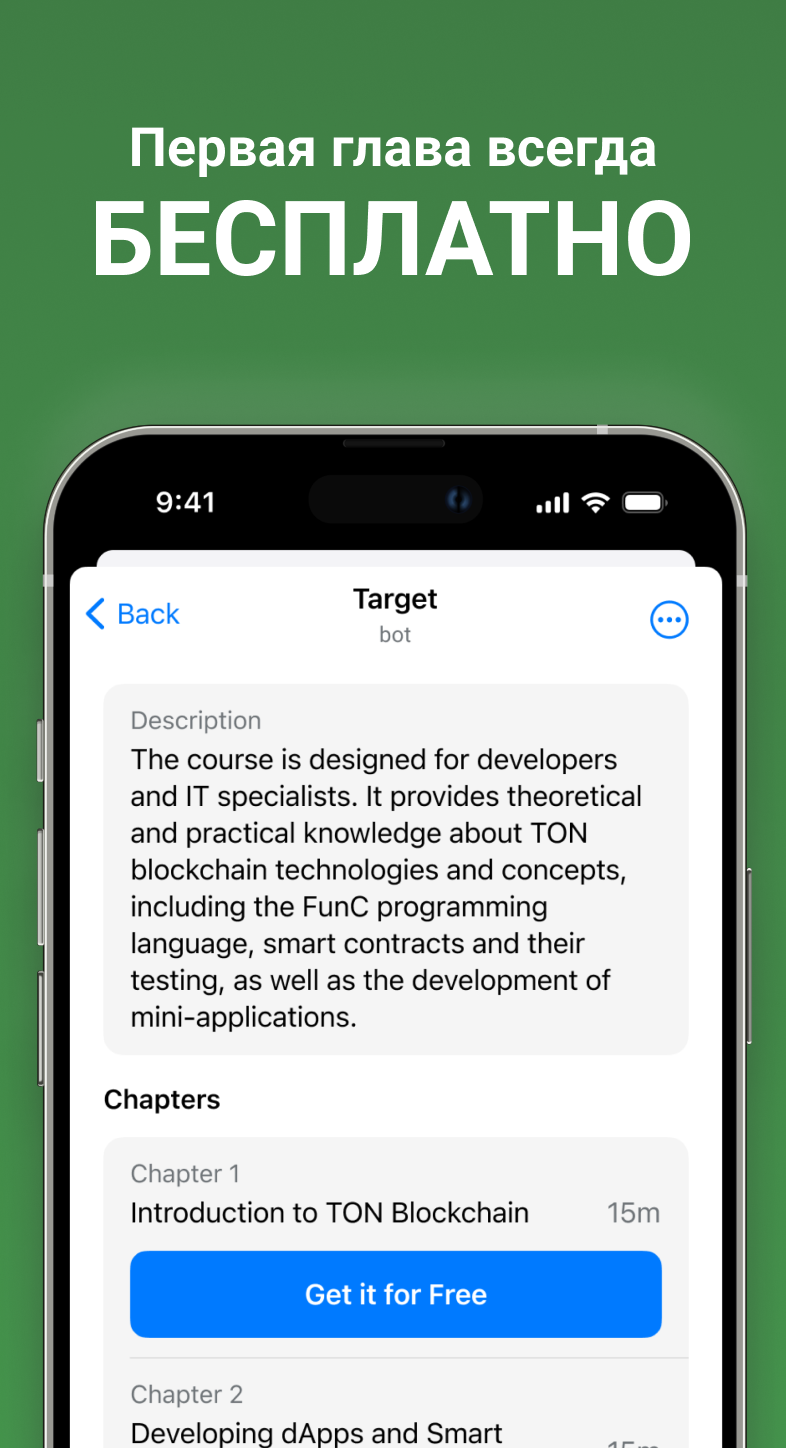 Первая глава всегда
БЕСПЛАТНО
9:41
Back
Target
bot
Description
The course is designed for developers
and IT specialists. It provides theoretical
and practical knowledge about TON
blockchain technologies and concepts,
including the FunC programming
language, smart contracts and their
testing, as well as the development of
mini-applications.
Chapters
Chapter 1
Introduction to TON Blockchain
15m
Get it for Free
Chapter 2
Developing dApps and Smart